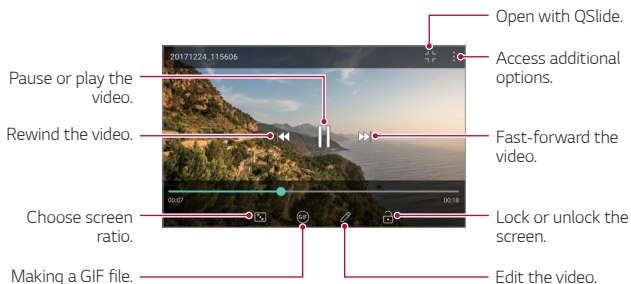 Open with QSlide.
20171224_115606
Access additional
options.
Pause or play the
video.
Rewind the video.
Fast-forward the
video.
00:07
00:18
GIF
Choose screen
ratio.
Lock or unlock the
screen.
Making a GIF file.
Edit the video.